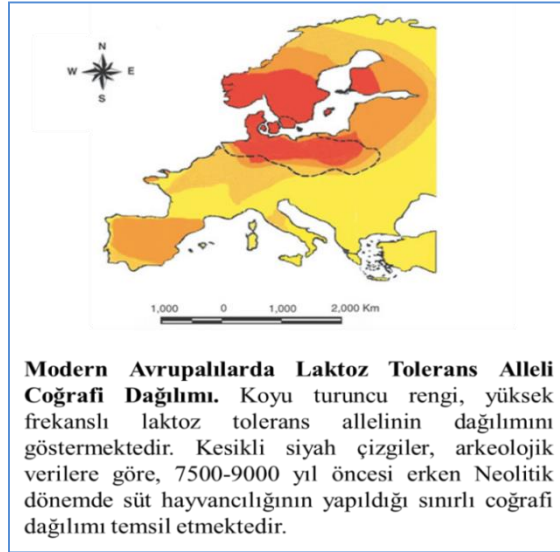 N
W E
S
1,000 0 1,000 2,000 Km
Modern Avrupalılarda Laktoz Tolerans Alleli
Coğrafi Dağılımı. Koyu turuncu rengi, yüksek
frekanslı laktoz tolerans allelinin dağılımını
göstermektedir. Kesikli siyah çizgiler, arkeolojik
verilere göre, 7500-9000 yıl öncesi erken Neolitik
dönemde süt hayvancılığının yapıldığı sınırlı coğrafi
dağılımı temsil etmektedir.